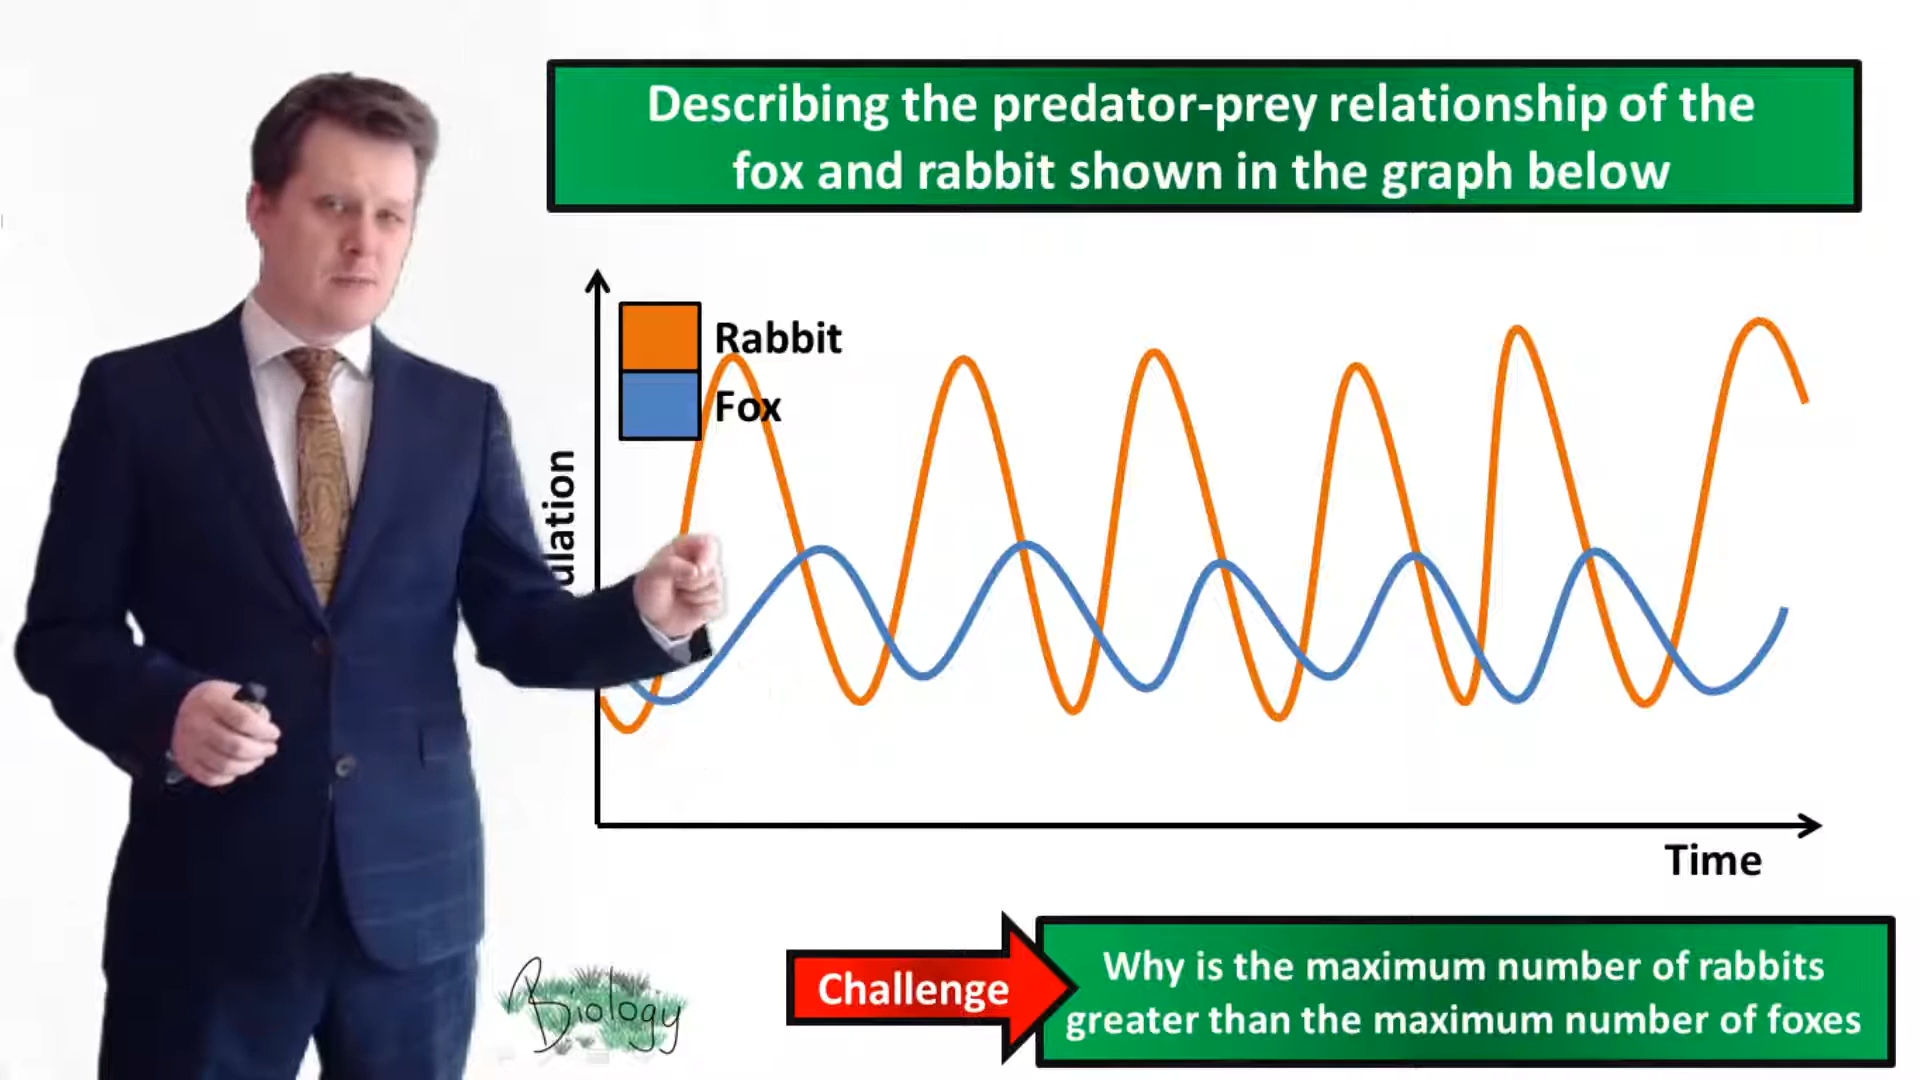 Describing the predator-prey relationship of the
fox and rabbit shown in the graph below
Rabbit
Fox
ulation
Time
Biology
Challenge
Why is the maximum number of rabbits
greater than the maximum number of foxes